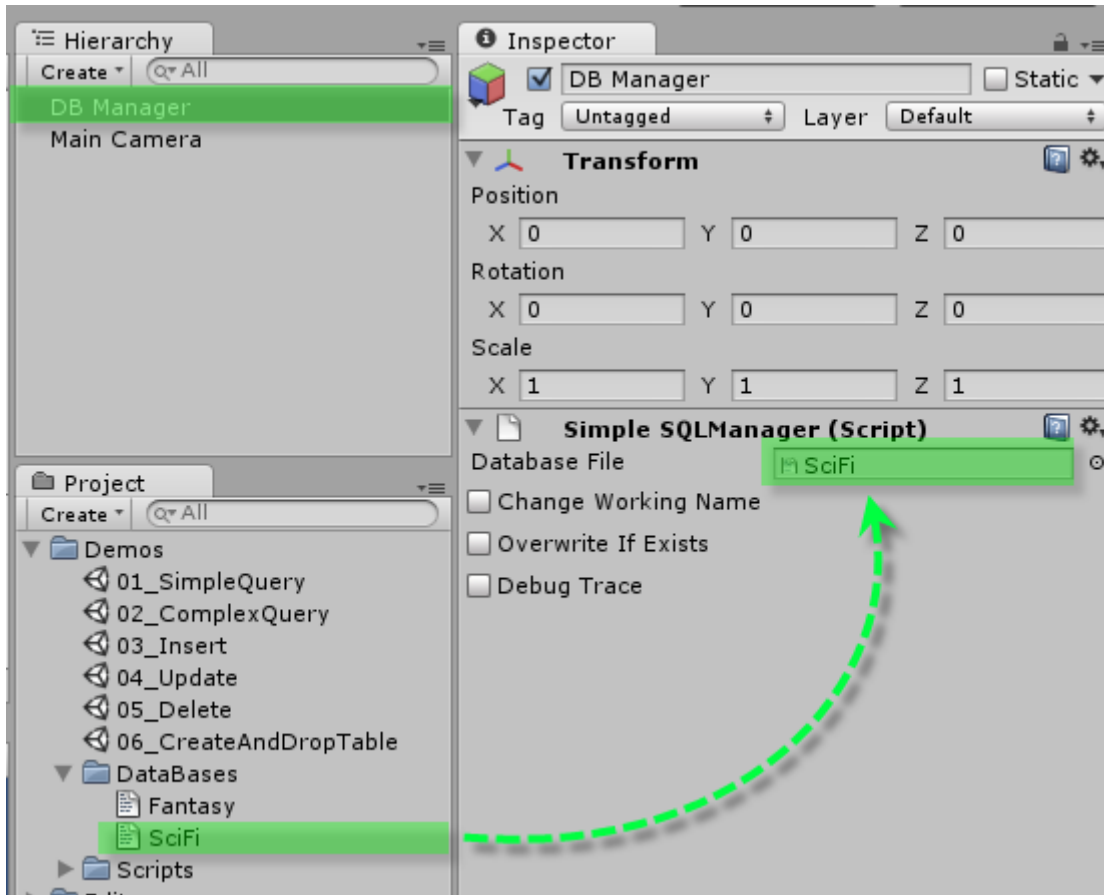 Hierarchy
Create All
DB Manager
Main Camera
Project
Create All
Demos
01_SimpleQuery
02_ComplexQuery
03_Insert
04_Update
05_Delete
06_CreateAndDropTable
DataBases
Fantasy
SciFi
Scripts
Inspector
DB Manager Static
Tag Untagged Layer Default
Transform
Position
X 0 Y 0 Z 0
Rotation
X 0 Y 0 Z 0
Scale
X 1 Y 1 Z 1
Simple SQLManager (Script)
Database File SciFi
Change Working Name
Overwrite If Exists
Debug Trace